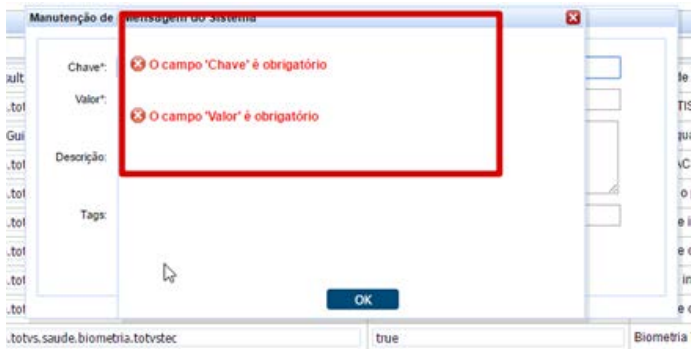 Manutenção de
Mensagem do Sistema
Chave*:
O campo 'Chave' é obrigatório
Valor*:
O campo 'Valor' é obrigatório
Descrição:
Tags:
OK
.totvs.saude.biometria.totvstec
true
Biometria